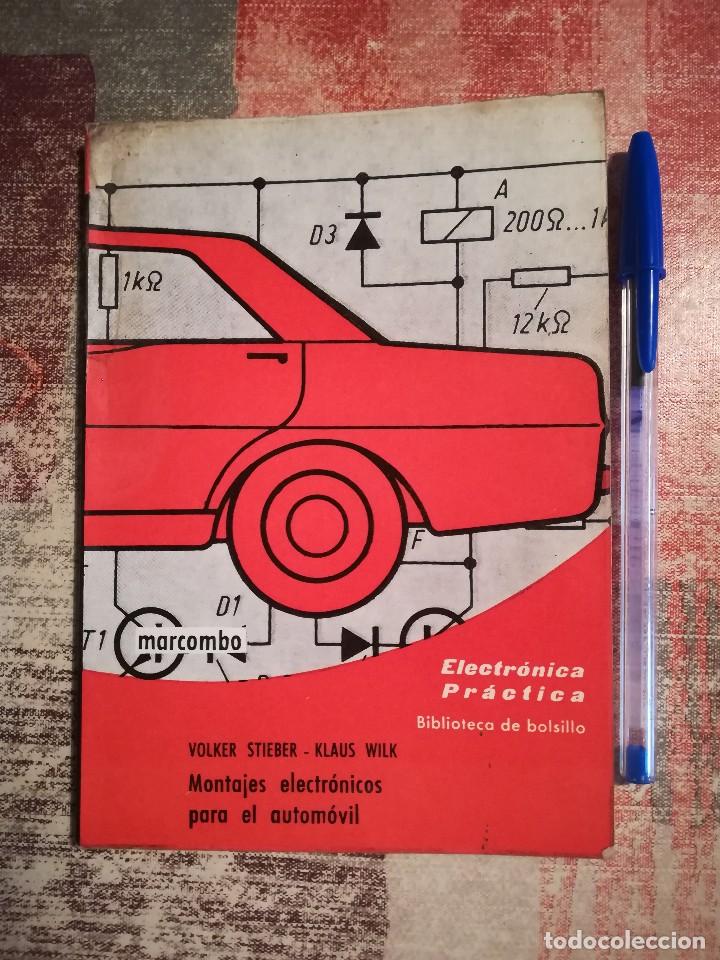 A
D3
200Ω...1k
1kΩ
12kΩ
F
D1
T1
marcombo
Electrónica
Práctica
Biblioteca de bolsillo
VOLKER STIEBER - KLAUS WILK
Montajes electrónicos
para el automóvil
todocoleccion